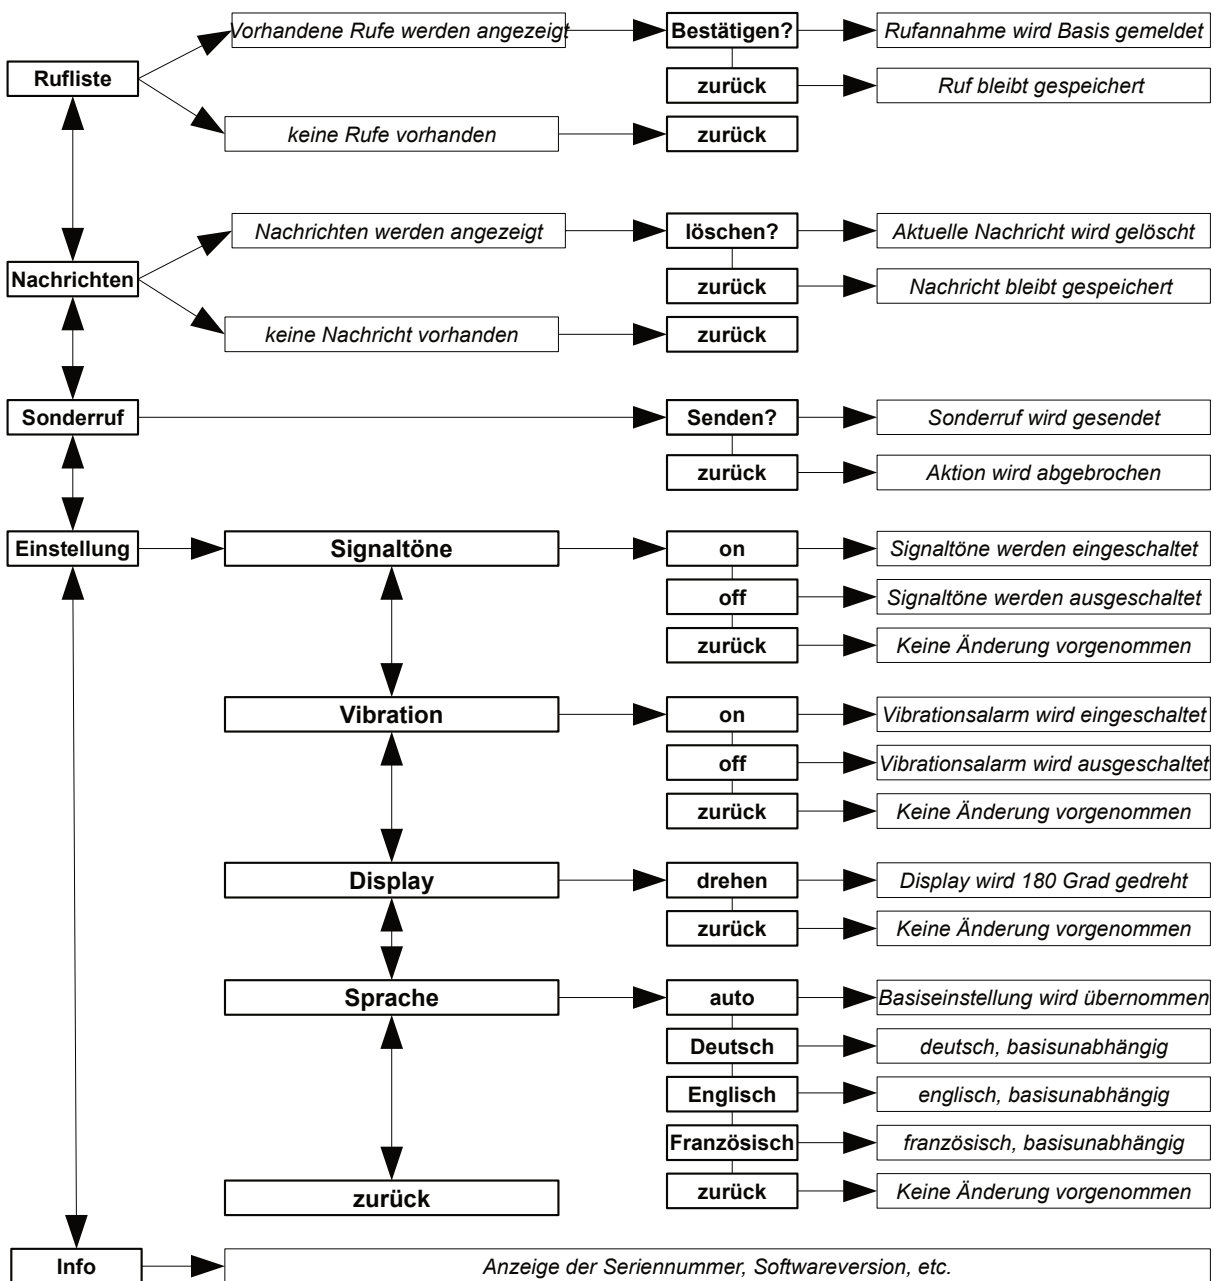 Vorhandene Rufe werden angezeigt Bestätigen? Rufannahme wird Basis gemeldet
Rufliste zurück Ruf bleibt gespeichert
keine Rufe vorhanden zurück
Nachrichten werden angezeigt löschen? Aktuelle Nachricht wird gelöscht
Nachrichten zurück Nachricht bleibt gespeichert
keine Nachricht vorhanden zurück
Sonderruf Senden? Sonderruf wird gesendet
zurück Aktion wird abgebrochen
Einstellung Signaltöne on Signaltöne werden eingeschaltet
off Signaltöne werden ausgeschaltet
zurück Keine Änderung vorgenommen
Vibration on Vibrationsalarm wird eingeschaltet
off Vibrationsalarm wird ausgeschaltet
zurück Keine Änderung vorgenommen
Display drehen Display wird 180 Grad gedreht
zurück Keine Änderung vorgenommen
Sprache auto Basiseinstellung wird übernommen
Deutsch deutsch, basisunabhängig
Englisch englisch, basisunabhängig
Französisch französisch, basisunabhängig
zurück zurück Keine Änderung vorgenommen
Info Anzeige der Seriennummer, Softwareversion, etc.